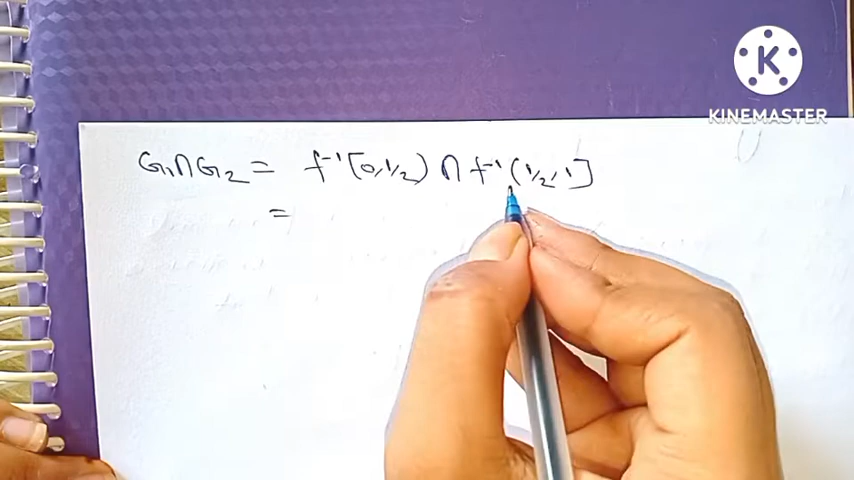 K
KINEMASTER
G₁∩G₂ = f⁻¹[0,1/2) ∩ f⁻¹(1/2,1]
=